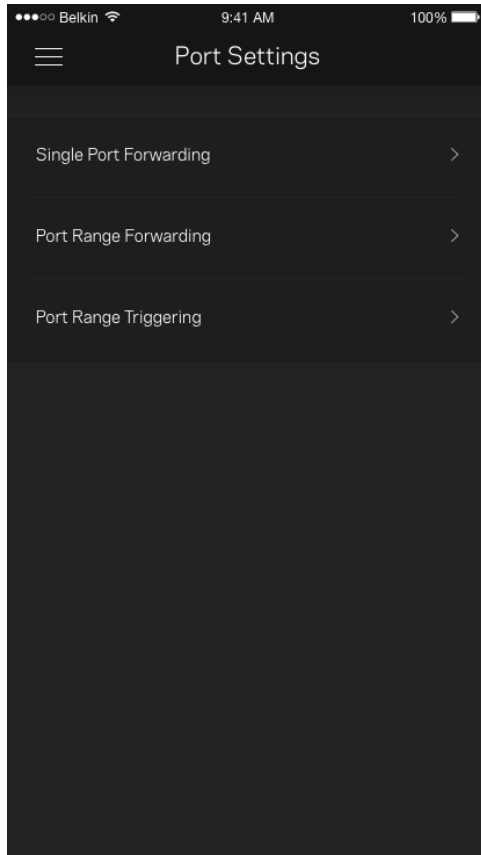 Belkin 9:41 AM 100%
Port Settings
Single Port Forwarding
Port Range Forwarding
Port Range Triggering